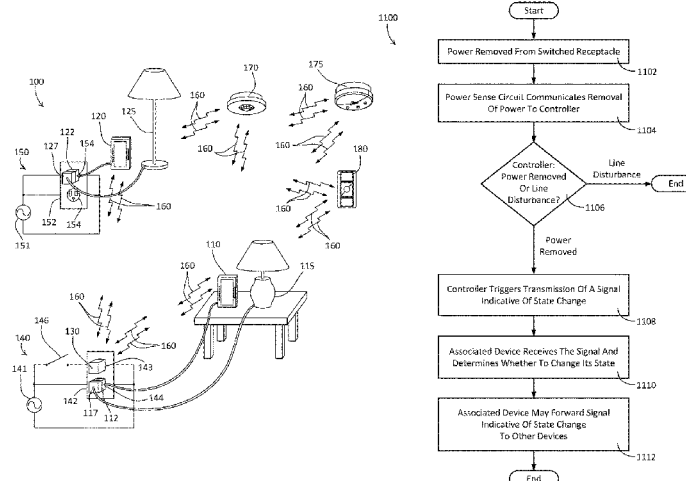 1100
100
170
175
160
160
125
120
160
122
154
127
150
160
180
160
152
154
151
160
110
115
160
160
160
146
130
140
143
141
142
144
117
112
Start
Power Removed From Switched Receptacle
1102
Power Sense Circuit Communicates Removal
Of Power To Controller
1104
Controller:
Power Removed
Or Line
Disturbance?
1106
Line
Disturbance
End
Power
Removed
Controller Triggers Transmission Of A Signal
Indicative Of State Change
1108
Associated Device Receives The Signal And
Determines Whether To Change Its State
1110
Associated Device May Forward Signal
Indicative Of State Change
To Other Devices
1112
End